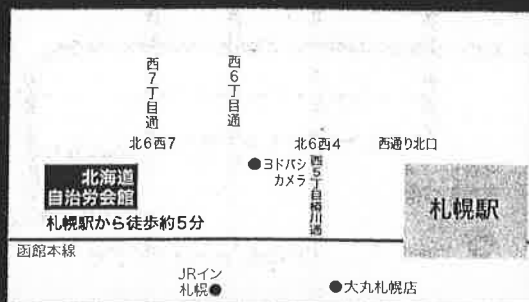 西7丁目通
西6丁目通
北6西7
北6西4
西通り北口
●ヨドバシ
カメラ
西5丁目樽川通
北海道
自治労会館
札幌駅から徒歩約5分
札幌駅
函館本線
JRイン
札幌●
●大丸札幌店